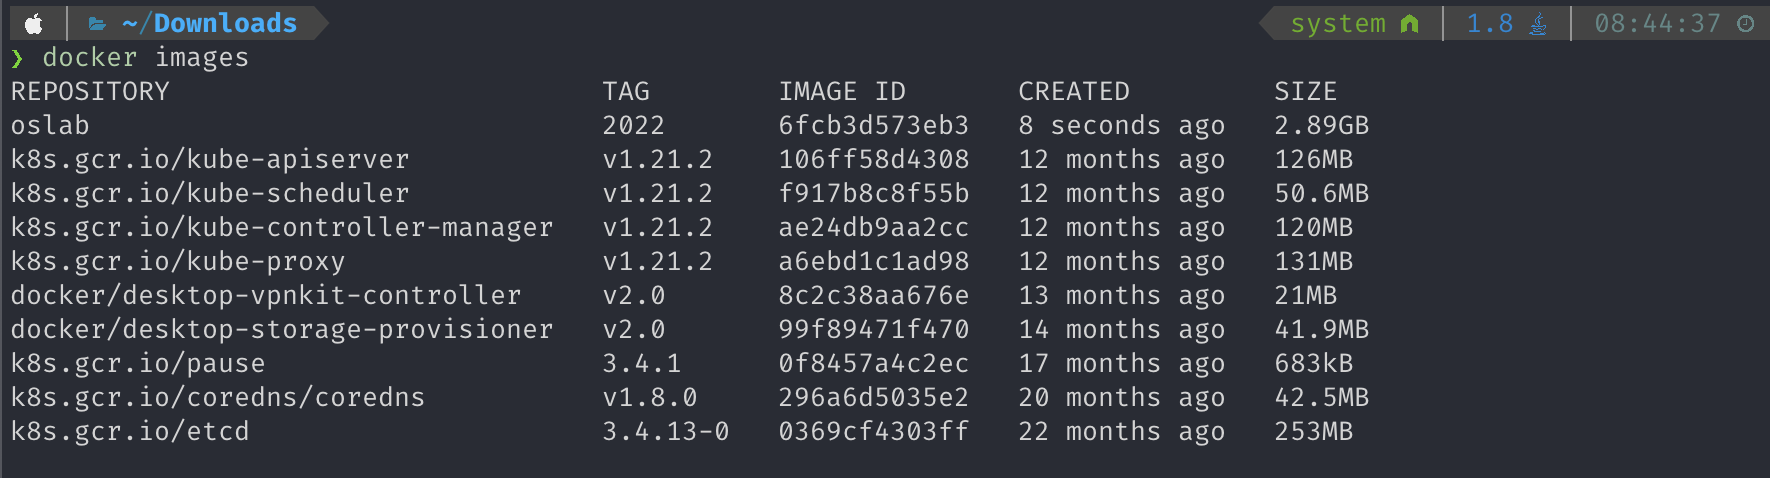 ~/Downloads system 1.8 08:44:37
❯ docker images
REPOSITORY TAG IMAGE ID CREATED SIZE
oslab 2022 6fcb3d573eb3 8 seconds ago 2.89GB
k8s.gcr.io/kube-apiserver v1.21.2 106ff58d4308 12 months ago 126MB
k8s.gcr.io/kube-scheduler v1.21.2 f917b8c8f55b 12 months ago 50.6MB
k8s.gcr.io/kube-controller-manager v1.21.2 ae24db9aa2cc 12 months ago 120MB
k8s.gcr.io/kube-proxy v1.21.2 a6ebd1c1ad98 12 months ago 131MB
docker/desktop-vpnkit-controller v2.0 8c2c38aa676e 13 months ago 21MB
docker/desktop-storage-provisioner v2.0 99f89471f470 14 months ago 41.9MB
k8s.gcr.io/pause 3.4.1 0f8457a4c2ec 17 months ago 683kB
k8s.gcr.io/coredns/coredns v1.8.0 296a6d5035e2 20 months ago 42.5MB
k8s.gcr.io/etcd 3.4.13-0 0369cf4303ff 22 months ago 253MB